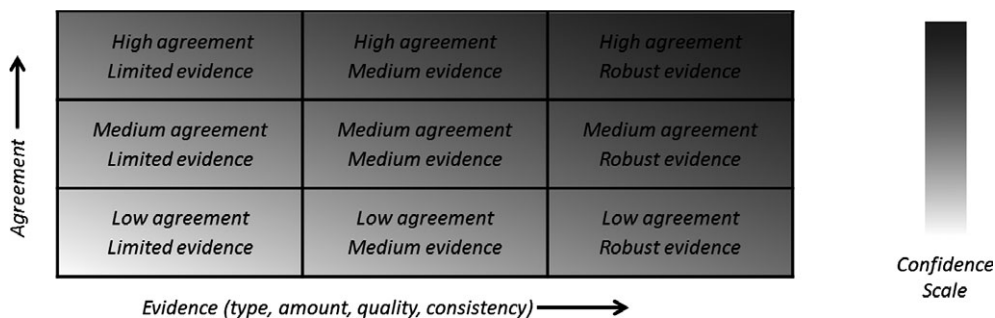 High agreement
Limited evidence
High agreement
Medium evidence
High agreement
Robust evidence
Medium agreement
Limited evidence
Medium agreement
Medium evidence
Medium agreement
Robust evidence
Low agreement
Limited evidence
Low agreement
Medium evidence
Low agreement
Robust evidence
Agreement
Evidence (type, amount, quality, consistency)
Confidence
Scale